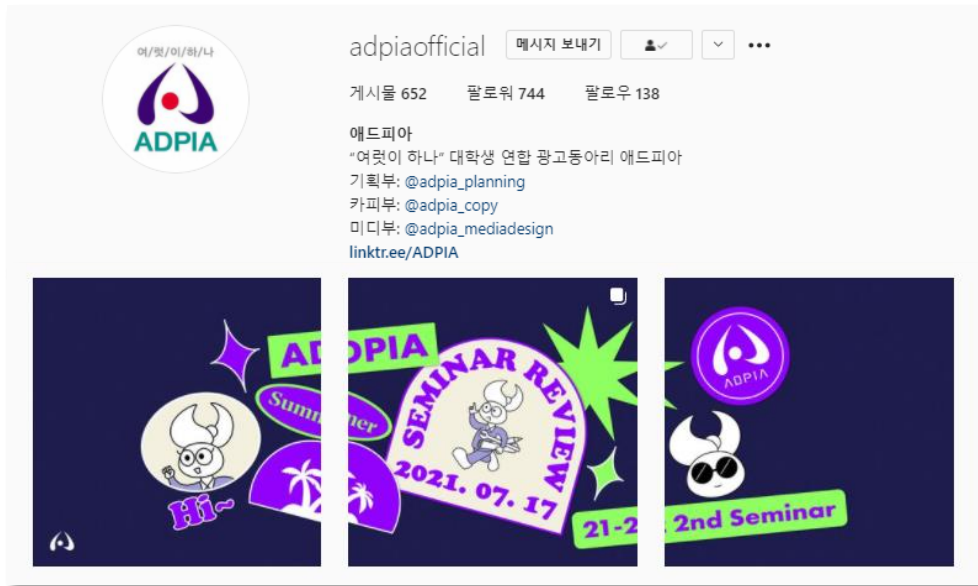 여/럿/이/하/나
ADPIA
adpiaofficial
메시지 보내기
게시물 652 팔로워 744 팔로우 138
애드피아
“여럿이 하나” 대학생 연합 광고동아리 애드피아
기획부: @adpia_planning
카피부: @adpia_copy
미디부: @adpia_mediadesign
linktr.ee/ADPIA
ADPIA
Summer
Hi~
SEMINAR REVIEW
2021. 07. 17
ADPIA
2nd Seminar